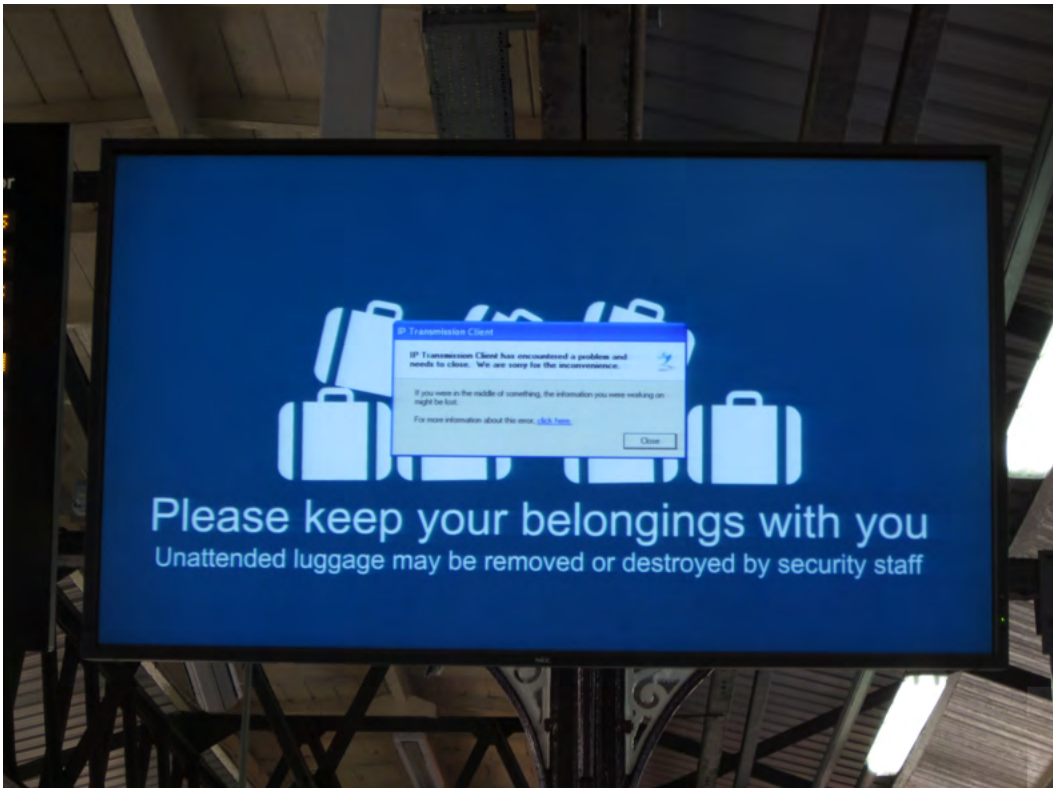 or
IP Transmission Client
IP Transmission Client has encountered a problem and
needs to close. We are sorry for the inconvenience.
If you were in the middle of something, the information you were working on
might be lost.
For more information about this error, click here.
Close
Please keep your belongings with you
Unattended luggage may be removed or destroyed by security staff
NEC